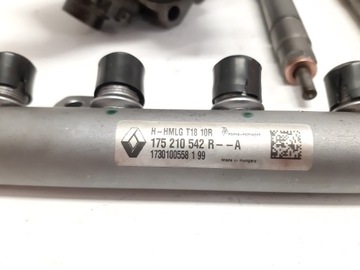 H-HMLG T18 10R
175 210 542 R--A
1730100558 1 99
Made in Hungary